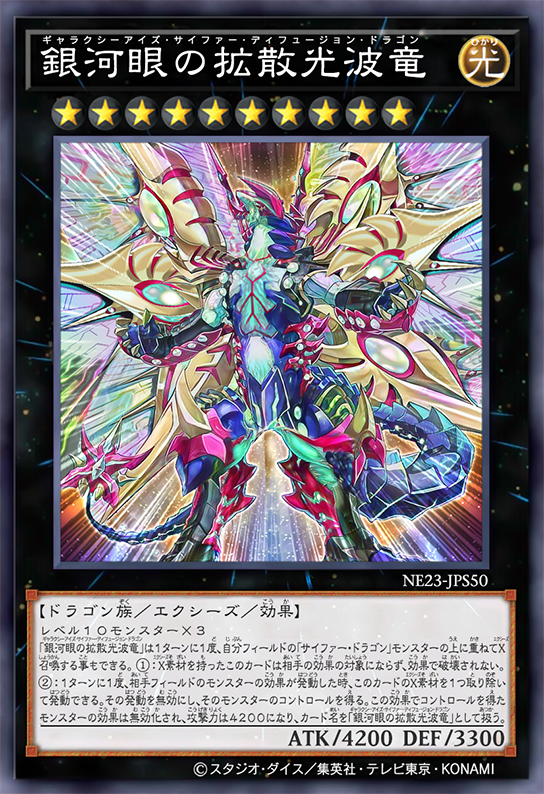 ギャラクシーアイズ・サイファー・ディフュージョン・ドラゴン
銀河眼の拡散光波竜
ひかり
光
NE23-JPS50
【ドラゴン族/エクシーズ/効果】
レベル10モンスター×3
「銀河眼の拡散光波竜」は1ターンに1度、自分フィールドの「サイファー・ドラゴン」モンスターの上に重ねてX
召喚する事もできる。①:X素材を持ったこのカードは相手の効果の対象にならず、効果で破壊されない。
②:1ターンに1度、相手フィールドのモンスターの効果が発動した時、このカードのX素材を1つ取り除い
て発動できる。その発動を無効にし、そのモンスターのコントロールを得る。この効果でコントロールを得た
モンスターの効果は無効化され、攻撃力は4200になり、カード名を「銀河眼の拡散光波竜」として扱う。
ATK/4200 DEF/3300
©スタジオ・ダイス/集英社・テレビ東京・KONAMI